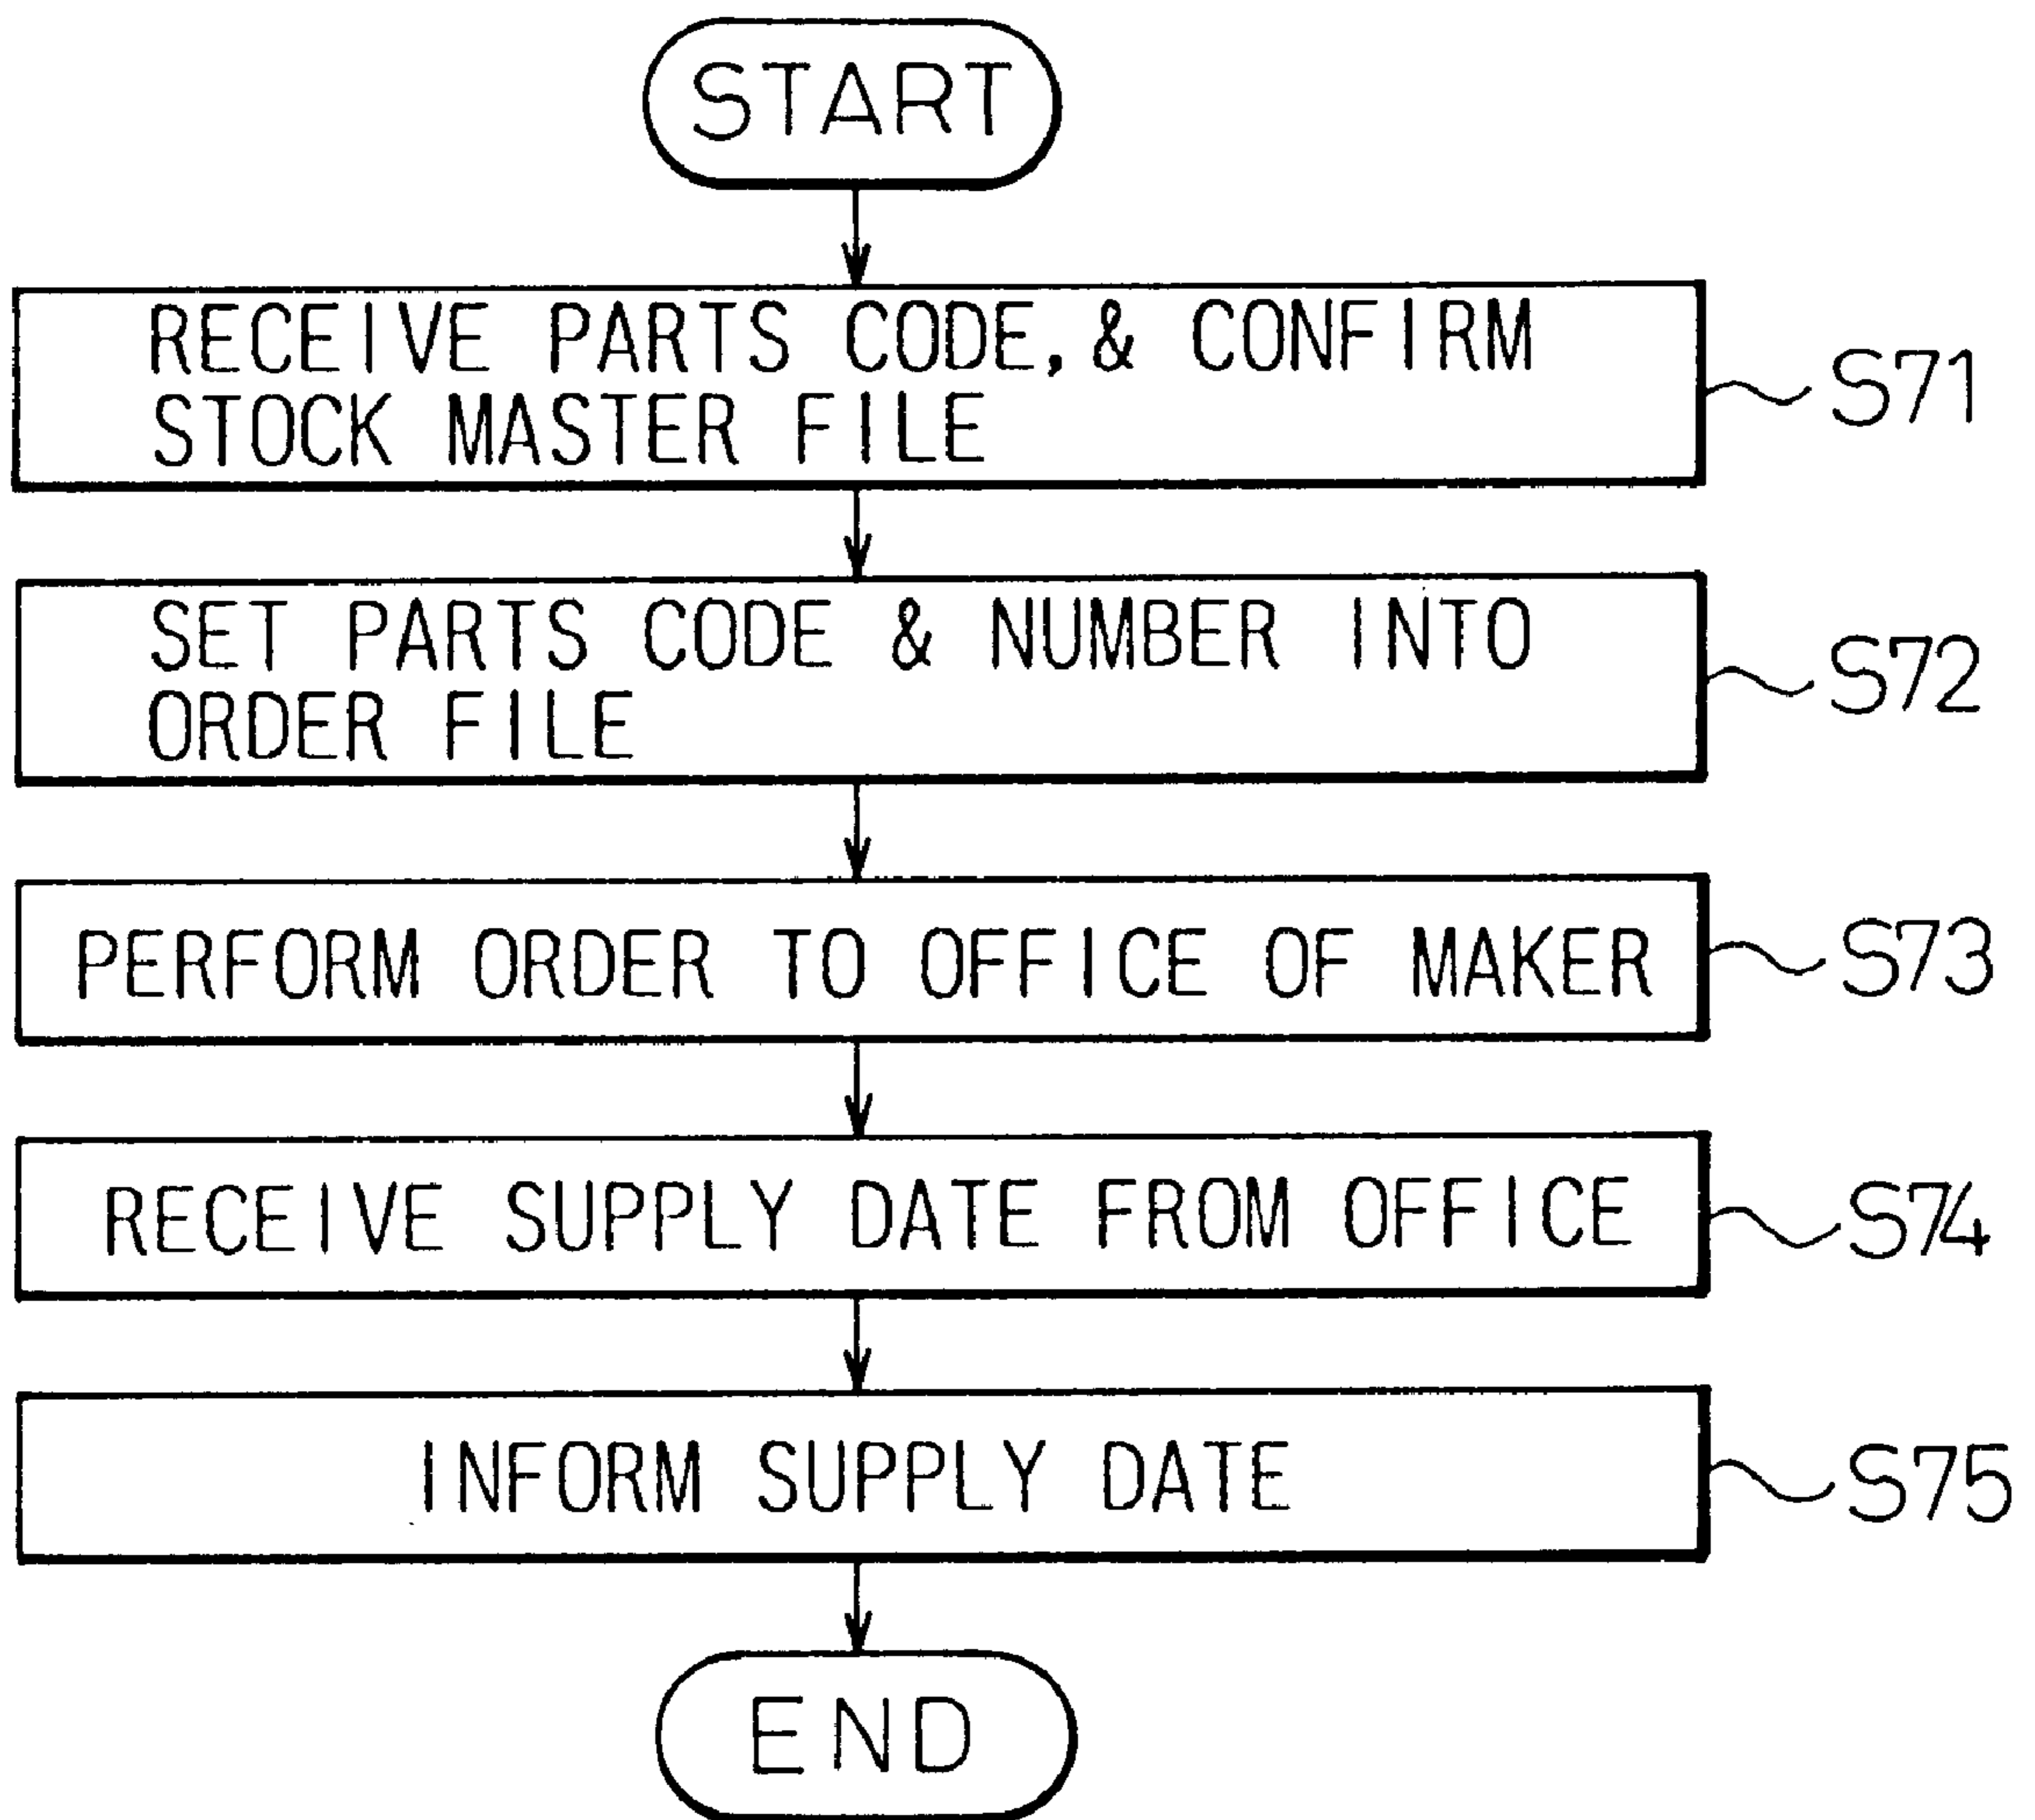 START
RECEIVE PARTS CODE, & CONFIRM
STOCK MASTER FILE
S71
SET PARTS CODE & NUMBER INTO
ORDER FILE
S72
PERFORM ORDER TO OFFICE OF MAKER
S73
RECEIVE SUPPLY DATE FROM OFFICE
S74
INFORM SUPPLY DATE
S75
END